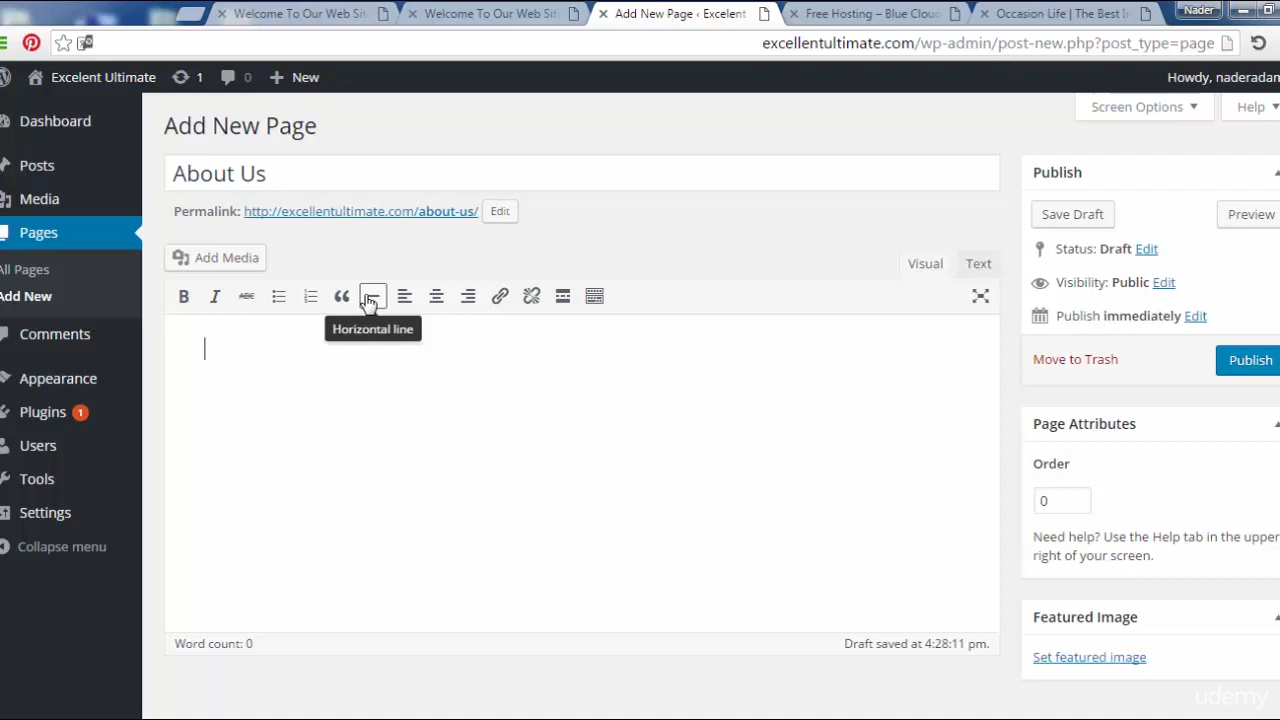 Welcome To Our Web Sit
Welcome To Our Web Sit
Add New Page ‹ Excelent
Free Hosting – Blue Clou
Occasion Life | The Best In
Nader
excellentultimate.com/wp-admin/post-new.php?post_type=page
Excelent Ultimate
1
0
New
Howdy, naderadam
Screen Options
Help
Dashboard
Posts
Media
Pages
All Pages
Add New
Comments
Appearance
Plugins 1
Users
Tools
Settings
Collapse menu
Add New Page
About Us
Permalink: http://excellentultimate.com/about-us/ Edit
Add Media
Visual
Text
B I ABC
Horizontal line
Word count: 0
Draft saved at 4:28:11 pm.
Publish
Save Draft
Preview
Status: Draft Edit
Visibility: Public Edit
Publish immediately Edit
Move to Trash
Publish
Page Attributes
Order
0
Need help? Use the Help tab in the upper
right of your screen.
Featured Image
Set featured image
udemy